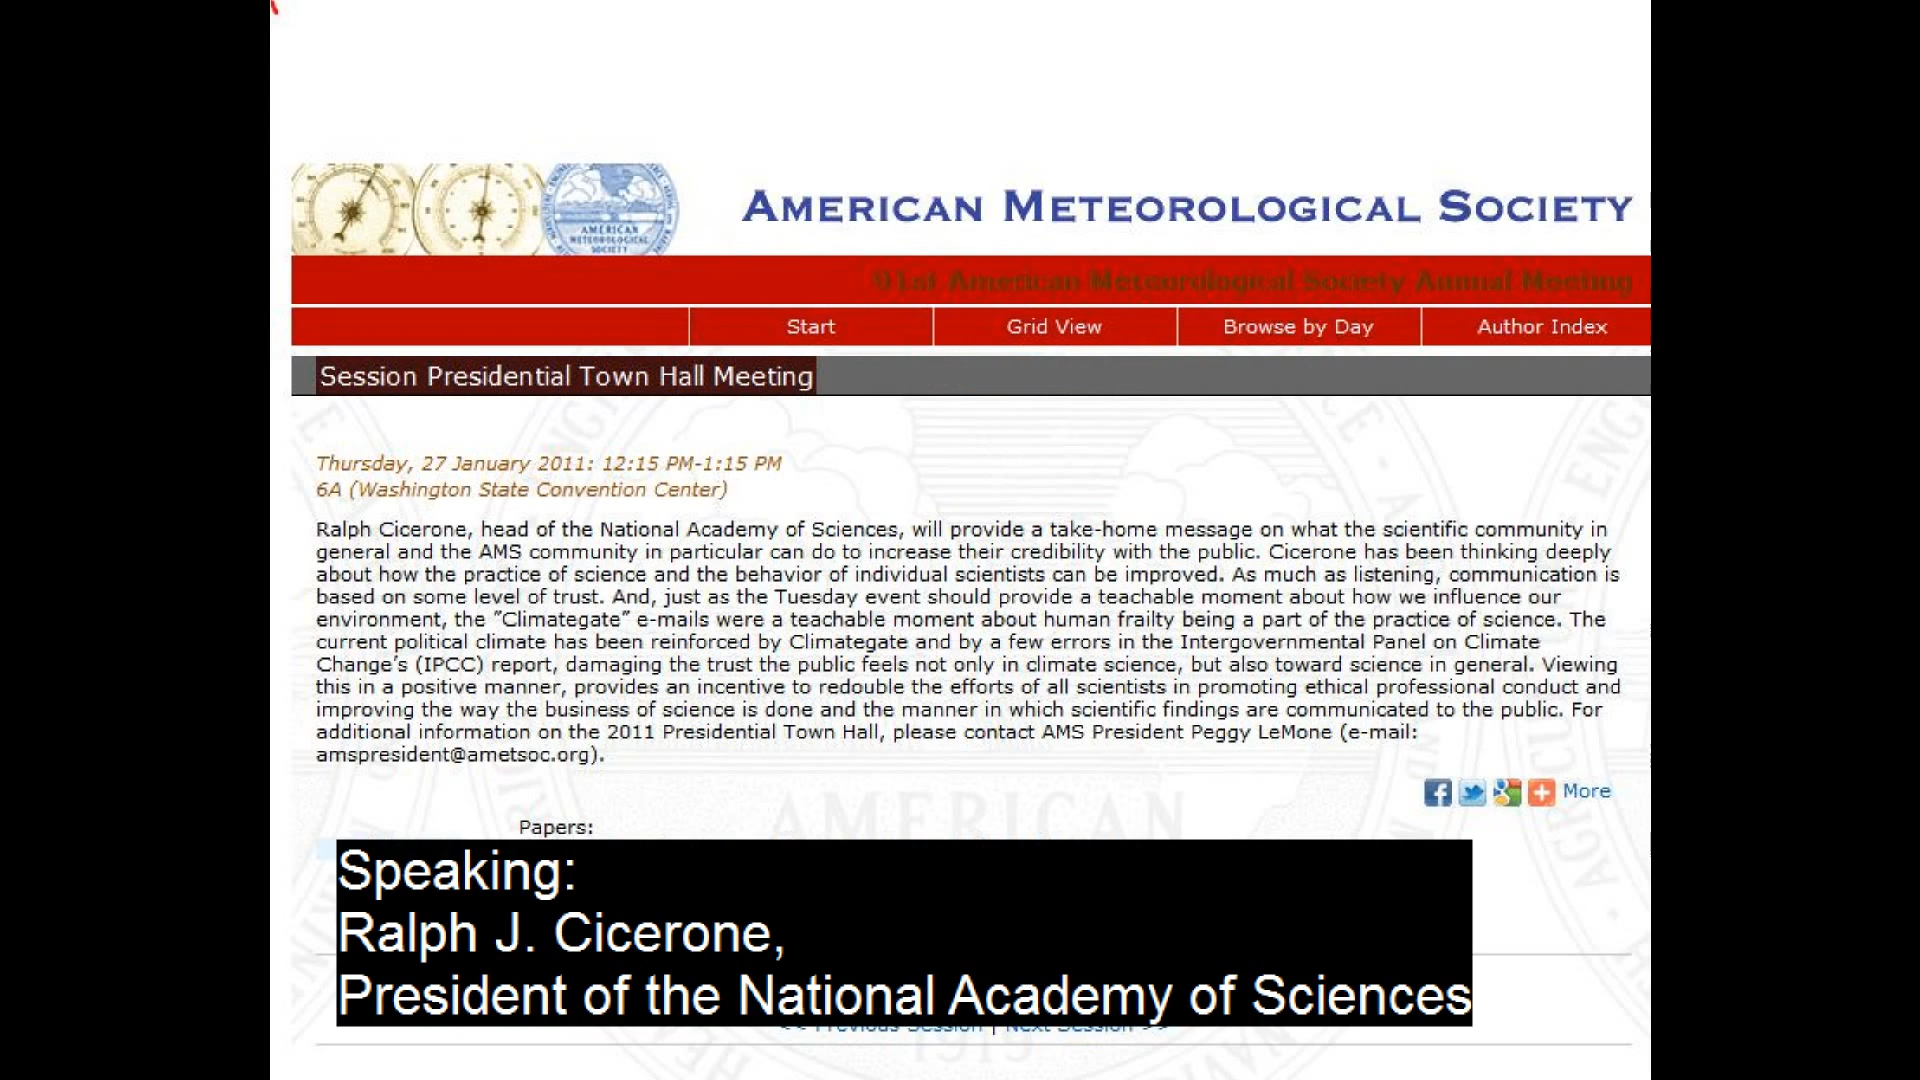 AMERICAN METEOROLOGICAL SOCIETY
AMERICAN METEOROLOGICAL SOCIETY
91st American Meteorological Society Annual Meeting
Start Grid View Browse by Day Author Index
Session Presidential Town Hall Meeting
Thursday, 27 January 2011: 12:15 PM-1:15 PM
6A (Washington State Convention Center)
Ralph Cicerone, head of the National Academy of Sciences, will provide a take-home message on what the scientific community in
general and the AMS community in particular can do to increase their credibility with the public. Cicerone has been thinking deeply
about how the practice of science and the behavior of individual scientists can be improved. As much as listening, communication is
based on some level of trust. And, just as the Tuesday event should provide a teachable moment about how we influence our
environment, the "Climategate" e-mails were a teachable moment about human frailty being a part of the practice of science. The
current political climate has been reinforced by Climategate and by a few errors in the Intergovernmental Panel on Climate
Change's (IPCC) report, damaging the trust the public feels not only in climate science, but also toward science in general. Viewing
this in a positive manner, provides an incentive to redouble the efforts of all scientists in promoting ethical professional conduct and
improving the way the business of science is done and the manner in which scientific findings are communicated to the public. For
additional information on the 2011 Presidential Town Hall, please contact AMS President Peggy LeMone (e-mail:
amspresident@ametsoc.org).
More
Papers:
AMERICAN
Speaking:
Ralph J. Cicerone,
President of the National Academy of Sciences
<< Previous Session | Next Session >>
1919